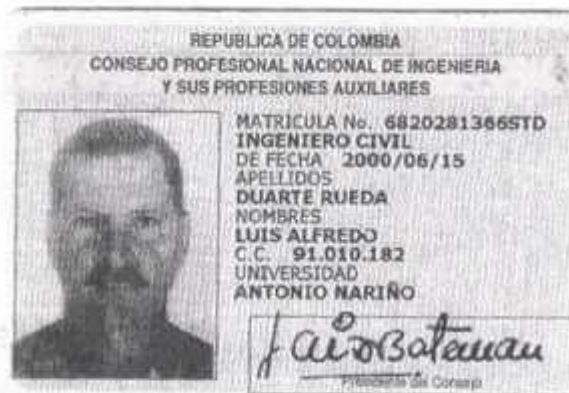 REPUBLICA DE COLOMBIA
CONSEJO PROFESIONAL NACIONAL DE INGENIERIA
Y SUS PROFESIONES AUXILIARES
MATRICULA No. 6820281366STD
INGENIERO CIVIL
DE FECHA 2000/06/15
APELLIDOS
DUARTE RUEDA
NOMBRES
LUIS ALFREDO
C.C. 91.010.182
UNIVERSIDAD
ANTONIO NARIÑO
Bateman
Presidente del Consejo